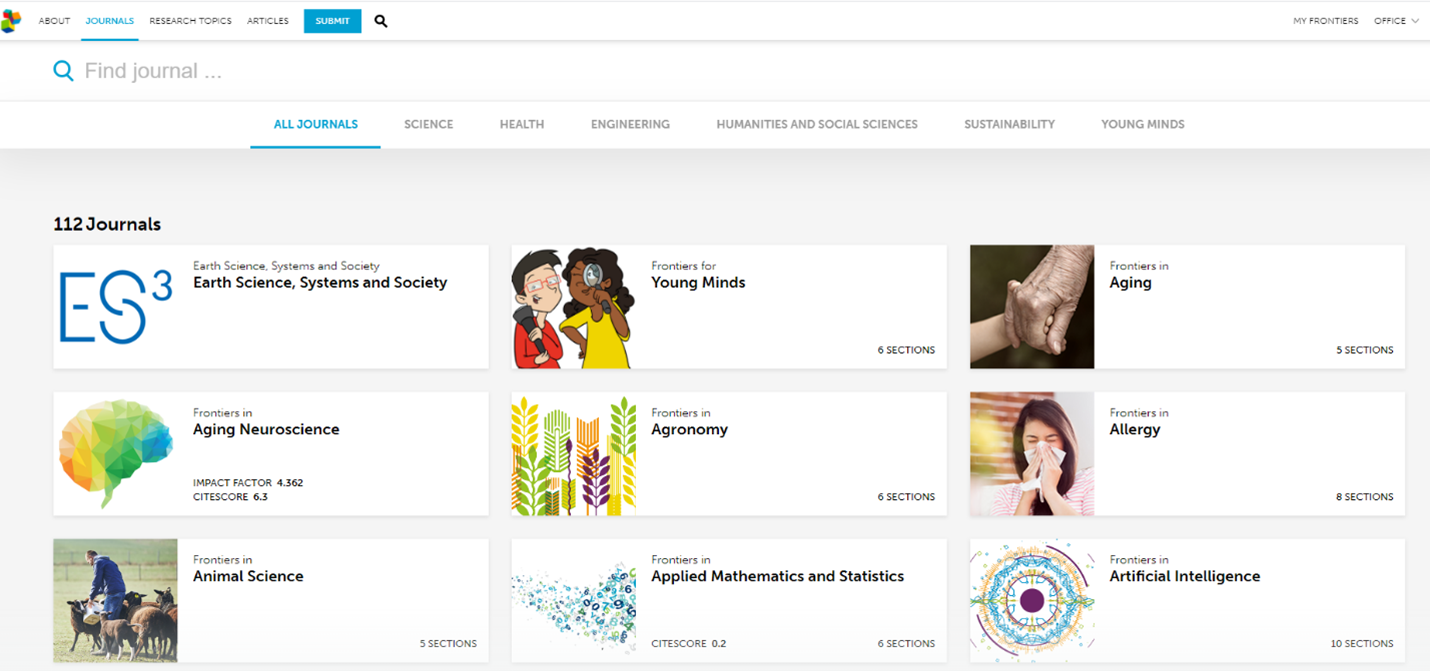 ABOUT JOURNALS RESEARCH TOPICS ARTICLES SUBMIT MY FRONTIERS OFFICE
Find journal ...
ALL JOURNALS SCIENCE HEALTH ENGINEERING HUMANITIES AND SOCIAL SCIENCES SUSTAINABILITY YOUNG MINDS
112 Journals
ES3
Earth Science, Systems and Society
Earth Science, Systems and Society
Frontiers for
Young Minds
6 SECTIONS
Frontiers in
Aging
5 SECTIONS
Frontiers in
Aging Neuroscience
IMPACT FACTOR 4.362
CITESCORE 6.3
Frontiers in
Agronomy
6 SECTIONS
Frontiers in
Allergy
8 SECTIONS
Frontiers in
Animal Science
5 SECTIONS
Frontiers in
Applied Mathematics and Statistics
CITESCORE 0.2 6 SECTIONS
Frontiers in
Artificial Intelligence
10 SECTIONS